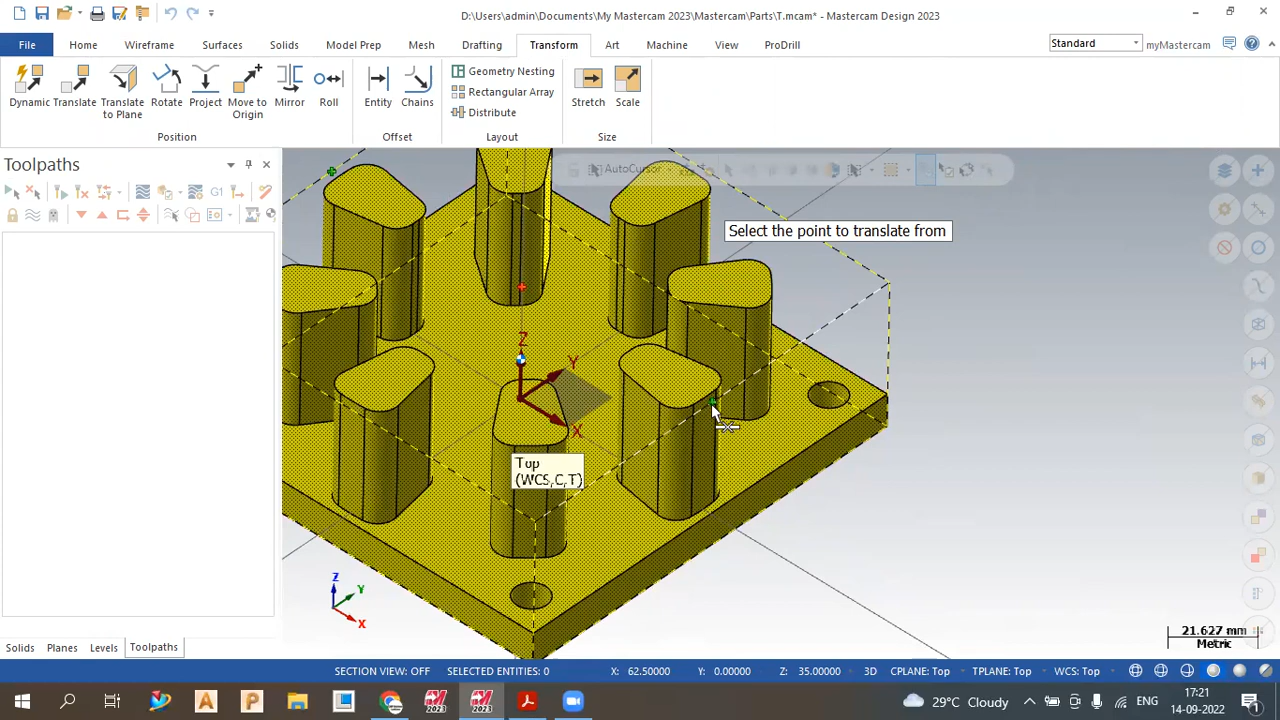 D:\Users\admin\Documents\My Mastercam 2023\Mastercam\Parts\T.mcam* - Mastercam Design 2023
File Home Wireframe Surfaces Solids Model Prep Mesh Drafting Transform Art Machine View ProDrill Standard myMastercam
Dynamic Translate Translate to Plane Rotate Project Move to Origin Mirror Roll Entity Chains Geometry Nesting Rectangular Array Distribute Stretch Scale
Position Offset Layout Size
Toolpaths
G1
AutoCursor
Select the point to translate from
Z
Y
X
Top
(WCS,C,T)
Z
Y
X
21.627 mm
Metric
Solids Planes Levels Toolpaths
SECTION VIEW: OFF SELECTED ENTITIES: 0 X: 62.50000 Y: 0.00000 Z: 35.00000 3D CPLANE: Top TPLANE: Top WCS: Top
A P 2023 2023 29°C Cloudy ENG 17:21
14-09-2022 1